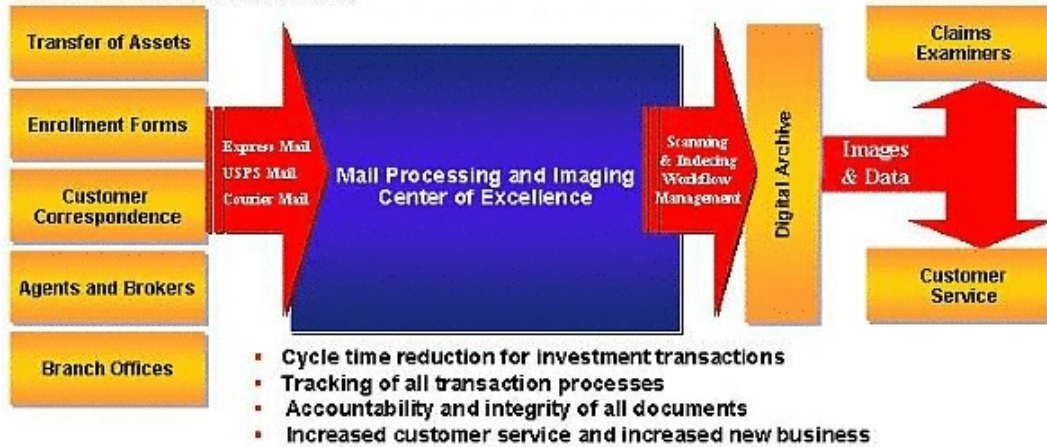 Transfer of Assets
Enrollment Forms
Customer
Correspondence
Agents and Brokers
Branch Offices
Express Mail
USPS Mail
Courier Mail
Mail Processing and Imaging
Center of Excellence
Scanning
& Indexing
Workflow
Management
Digital Archive
Images
& Data
Claims
Examiners
Customer
Service
▪ Cycle time reduction for investment transactions
▪ Tracking of all transaction processes
▪ Accountability and integrity of all documents
▪ Increased customer service and increased new business